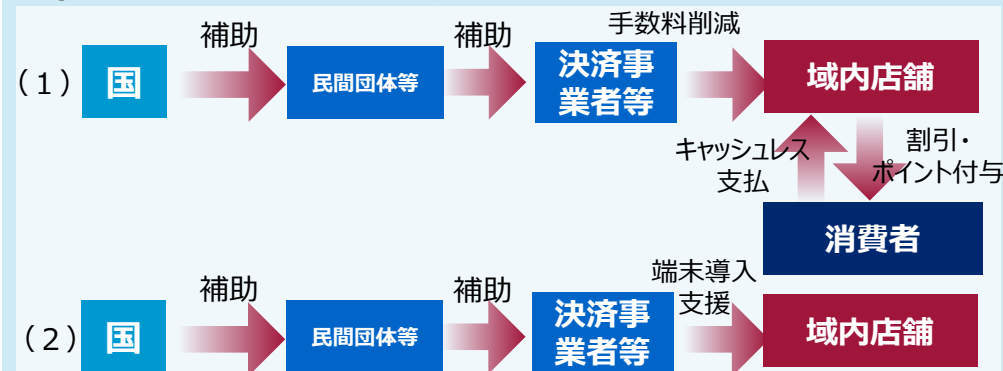 (1)
国
補助
民間団体等
補助
決済事
業者等
手数料削減
域内店舗
キャッシュレス
支払
割引・
ポイント付与
消費者
(2)
国
補助
民間団体等
補助
決済事
業者等
端末導入
支援
域内店舗